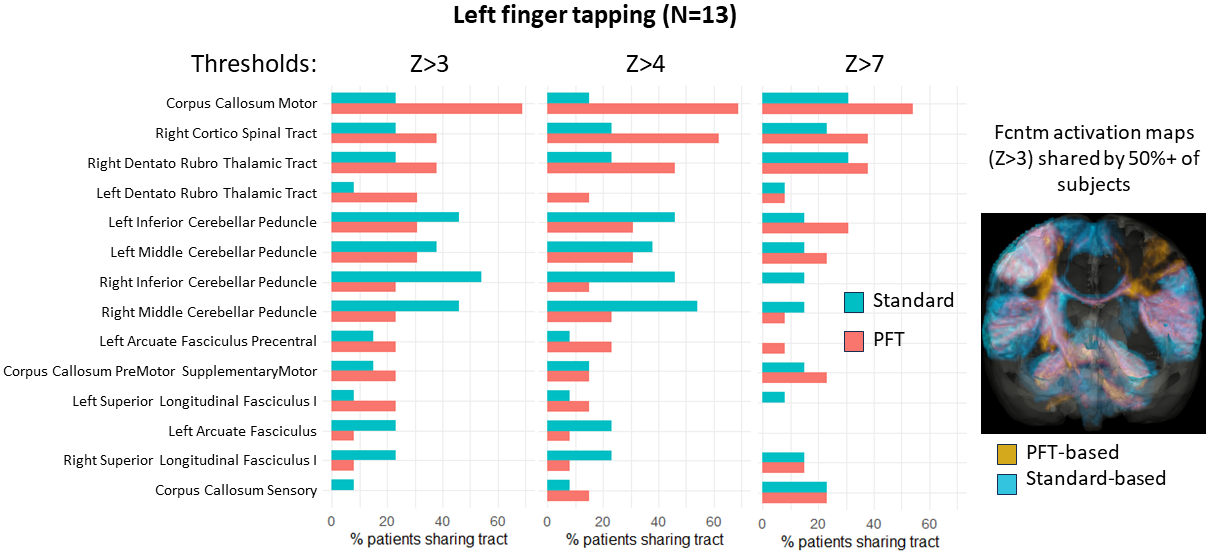 Left finger tapping (N=13)
Thresholds: Z>3 Z>4 Z>7
Corpus Callosum Motor
Right Cortico Spinal Tract
Right Dentato Rubro Thalamic Tract
Left Dentato Rubro Thalamic Tract
Left Inferior Cerebellar Peduncle
Left Middle Cerebellar Peduncle
Right Inferior Cerebellar Peduncle
Right Middle Cerebellar Peduncle
Left Arcuate Fasciculus Precentral
Corpus Callosum PreMotor SupplementaryMotor
Left Superior Longitudinal Fasciculus I
Left Arcuate Fasciculus
Right Superior Longitudinal Fasciculus I
Corpus Callosum Sensory
0 20 40 60 0 20 40 60 0 20 40 60
% patients sharing tract % patients sharing tract % patients sharing tract
Standard
PFT
Fcntm activation maps
(Z>3) shared by 50%+ of
subjects
PFT-based
Standard-based